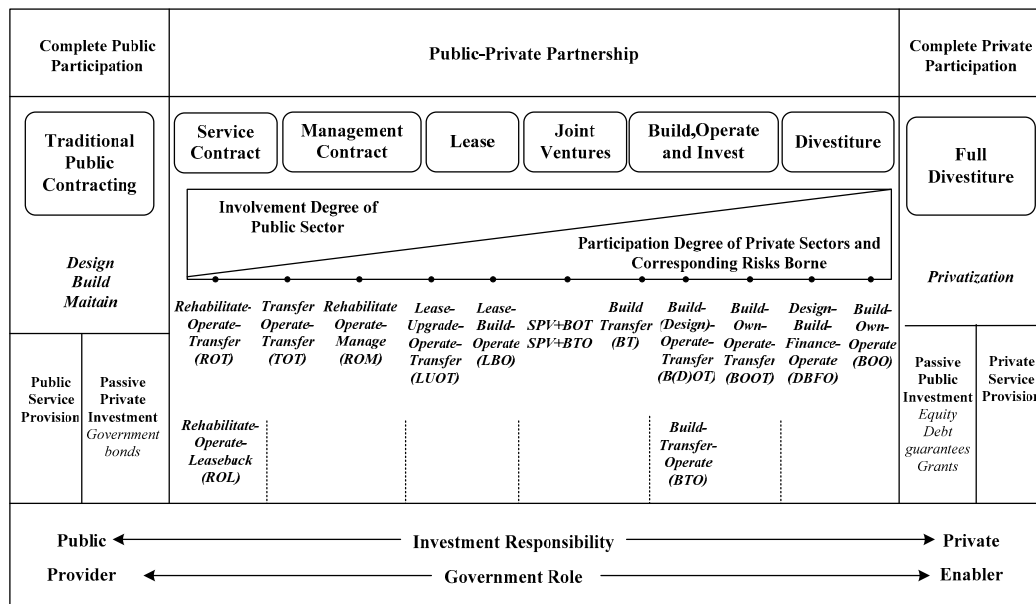 Complete Public
Participation
Public-Private Partnership
Complete Private
Participation
Traditional
Public
Contracting
Service
Contract
Management
Contract
Lease
Joint
Ventures
Build,Operate
and Invest
Divestiture
Full
Divestiture
Involvement Degree of
Public Sector
Participation Degree of Private Sectors and
Corresponding Risks Borne
Design
Build
Maitain
Privatization
Rehabilitate-
Operate-
Transfer
(ROT)
Transfer
Operate-
Transfer
(TOT)
Rehabilitate
Operate-
Manage
(ROM)
Lease-
Upgrade-
Operate-
Transfer
(LUOT)
Lease-
Build-
Operate
(LBO)
SPV+BOT
SPV+BTO
Build
Transfer
(BT)
Build-
(Design)-
Operate-
Transfer
(B(D)OT)
Build-
Own-
Operate-
Transfer
(BOOT)
Design-
Build-
Finance-
Operate
(DBFO)
Build-
Own-
Operate
(BOO)
Public
Service
Provision
Passive
Private
Investment
Government
bonds
Rehabilitate-
Operate-
Leaseback
(ROL)
Build-
Transfer-
Operate
(BTO)
Passive
Public
Investment
Equity
Debt
guarantees
Grants
Private
Service
Provision
Public
Investment Responsibility
Private
Provider
Government Role
Enabler